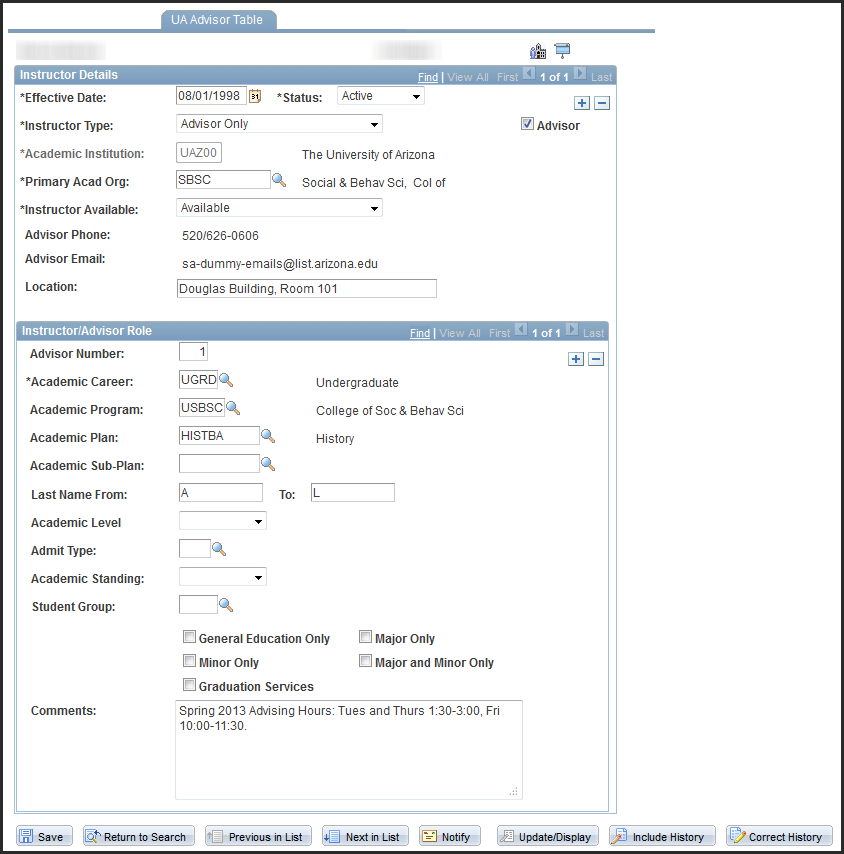 UA Advisor Table
Instructor Details Find | View All First 1 of 1 Last
*Effective Date: 08/01/1998 31 *Status: Active
*Instructor Type: Advisor Only Advisor
*Academic Institution: UAZ00 The University of Arizona
*Primary Acad Org: SBSC Social & Behav Sci, Col of
*Instructor Available: Available
Advisor Phone: 520/626-0606
Advisor Email: sa-dummy-emails@list.arizona.edu
Location: Douglas Building, Room 101
Instructor/Advisor Role Find | View All First 1 of 1 Last
Advisor Number: 1
*Academic Career: UGRD Undergraduate
Academic Program: USBSC College of Soc & Behav Sci
Academic Plan: HISTBA History
Academic Sub-Plan:
Last Name From: A To: L
Academic Level
Admit Type:
Academic Standing:
Student Group:
General Education Only Major Only
Minor Only Major and Minor Only
Graduation Services
Comments: Spring 2013 Advising Hours: Tues and Thurs 1:30-3:00, Fri
10:00-11:30.
Save Return to Search Previous in List Next in List Notify Update/Display Include History Correct History